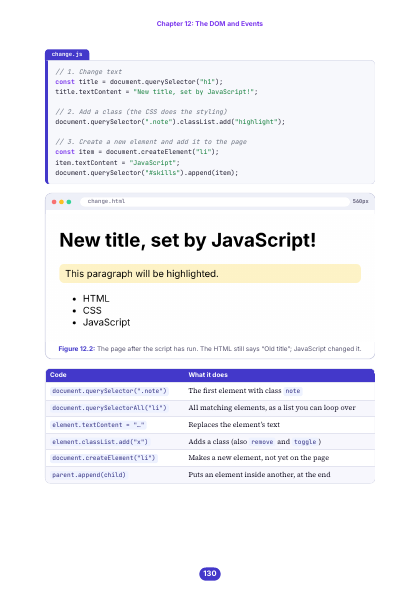 Chapter 12: The DOM and Events
change.js
// 1. Change text
const title = document.querySelector("h1");
title.textContent = "New title, set by JavaScript!";
// 2. Add a class (the CSS does the styling)
document.querySelector(".note").classList.add("highlight");
// 3. Create a new element and add it to the page
const item = document.createElement("li");
item.textContent = "JavaScript";
document.querySelector("#skills").append(item);
change.html 560px
New title, set by JavaScript!
This paragraph will be highlighted.
• HTML
• CSS
• JavaScript
Figure 12.2: The page after the script has run. The HTML still says "Old title"; JavaScript changed it.
Code What it does
document.querySelector(".note") The first element with class note
document.querySelectorAll("li") All matching elements, as a list you can loop over
element.textContent = "…" Replaces the element's text
element.classList.add("x") Adds a class (also remove and toggle)
document.createElement("li") Makes a new element, not yet on the page
parent.append(child) Puts an element inside another, at the end
130